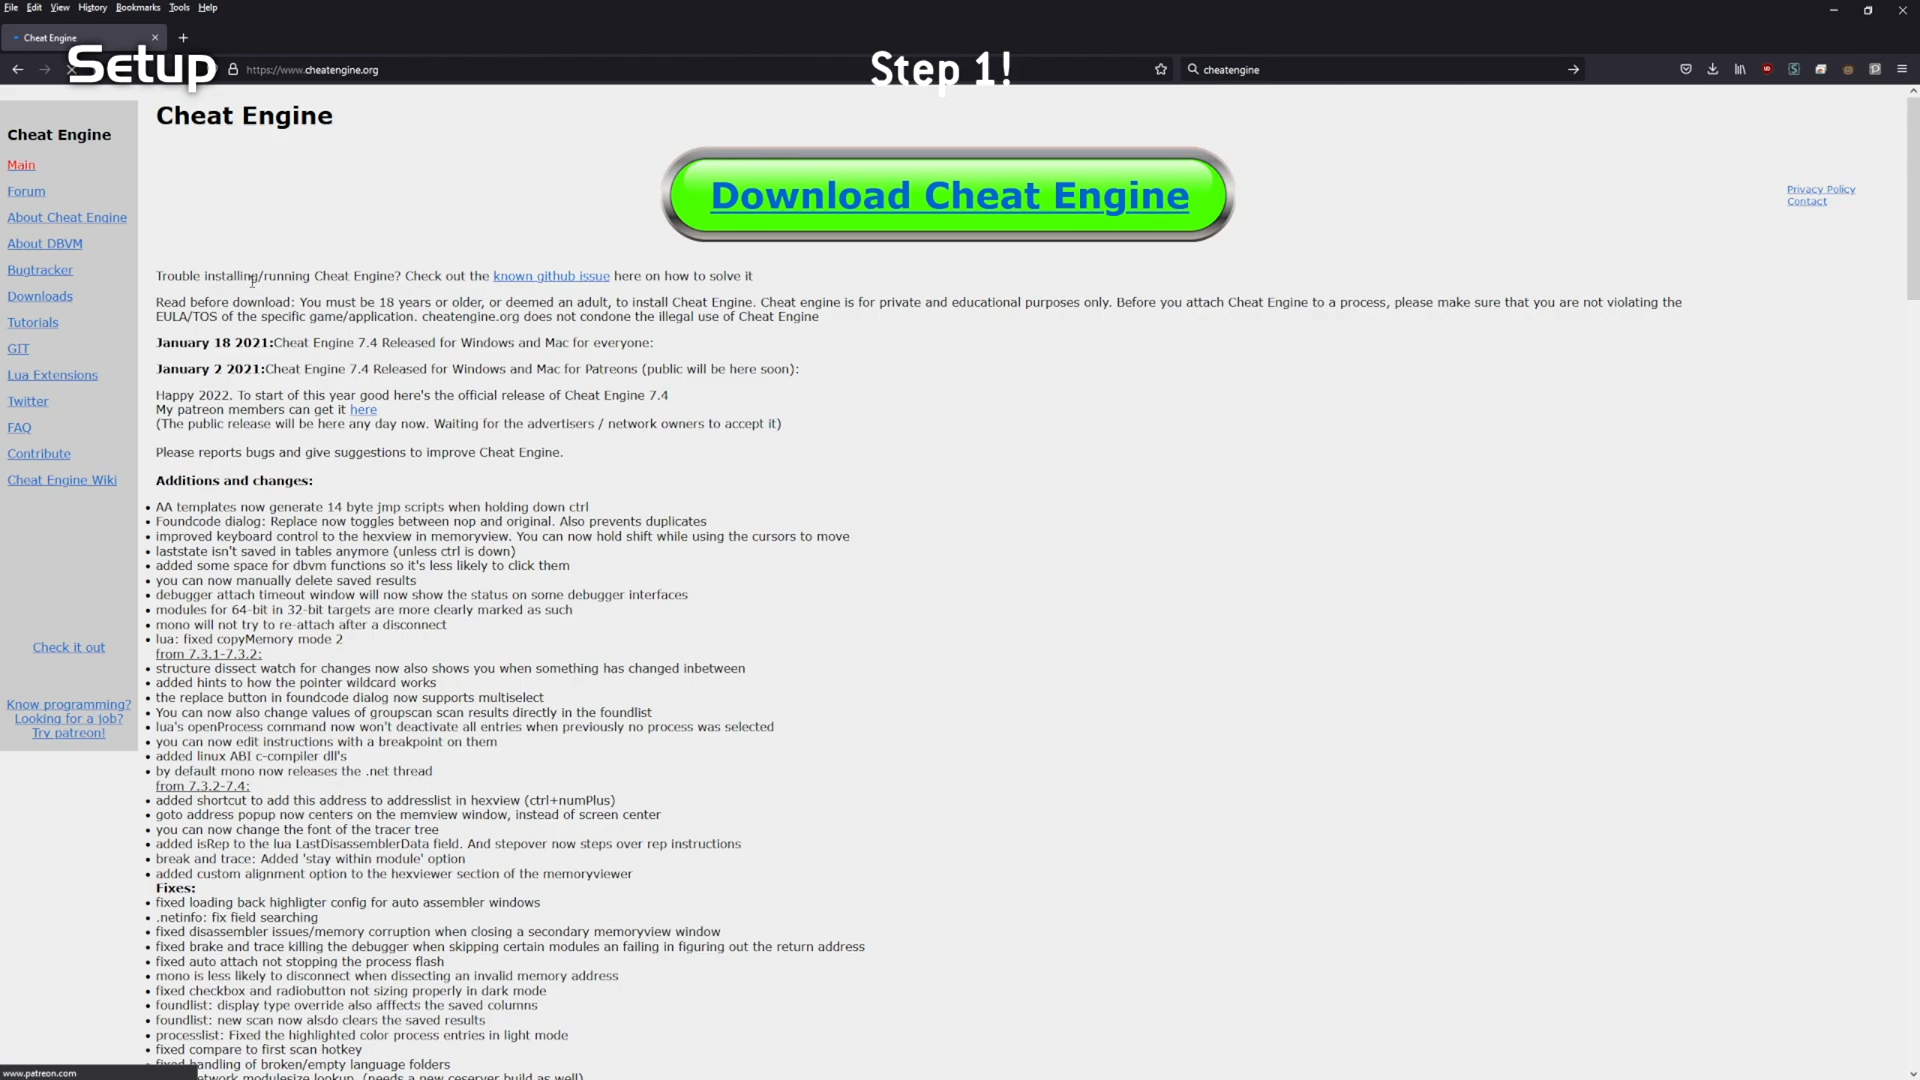 File Edit View History Bookmarks Tools Help
Cheat Engine
Setup
https://www.cheatengine.org
Step 1!
cheatengine
Cheat Engine
Main
Forum
About Cheat Engine
About DBVM
Bugtracker
Downloads
Tutorials
GIT
Lua Extensions
Twitter
FAQ
Contribute
Cheat Engine Wiki
Check it out
Know programming?
Looking for a job?
Try patreon!
Cheat Engine
Download Cheat Engine
Privacy Policy
Contact
Trouble installing/running Cheat Engine? Check out the known github issue here on how to solve it
Read before download: You must be 18 years or older, or deemed an adult, to install Cheat Engine. Cheat engine is for private and educational purposes only. Before you attach Cheat Engine to a process, please make sure that you are not violating the
EULA/TOS of the specific game/application. cheatengine.org does not condone the illegal use of Cheat Engine
January 18 2021:Cheat Engine 7.4 Released for Windows and Mac for everyone:
January 2 2021:Cheat Engine 7.4 Released for Windows and Mac for Patreons (public will be here soon):
Happy 2022. To start of this year good here's the official release of Cheat Engine 7.4
My patreon members can get it here
(The public release will be here any day now. Waiting for the advertisers / network owners to accept it)
Please reports bugs and give suggestions to improve Cheat Engine.
Additions and changes:
• AA templates now generate 14 byte jmp scripts when holding down ctrl
• Foundcode dialog: Replace now toggles between nop and original. Also prevents duplicates
• improved keyboard control to the hexview in memoryview. You can now hold shift while using the cursors to move
• laststate isn't saved in tables anymore (unless ctrl is down)
• added some space for dbvm functions so it's less likely to click them
• you can now manually delete saved results
• debugger attach timeout window will now show the status on some debugger interfaces
• modules for 64-bit in 32-bit targets are more clearly marked as such
• mono will not try to re-attach after a disconnect
• lua: fixed copyMemory mode 2
from 7.3.1-7.3.2:
• structure dissect watch for changes now also shows you when something has changed inbetween
• added hints to how the pointer wildcard works
• the replace button in foundcode dialog now supports multiselect
• You can now also change values of groupscan scan results directly in the foundlist
• lua's openProcess command now won't deactivate all entries when previously no process was selected
• you can now edit instructions with a breakpoint on them
• added linux ABI c-compiler dll's
• by default mono now releases the .net thread
from 7.3.2-7.4:
• added shortcut to add this address to addresslist in hexview (ctrl+numPlus)
• goto address popup now centers on the memview window, instead of screen center
• you can now change the font of the tracer tree
• added isRep to the lua LastDisassemblerData field. And stepover now steps over rep instructions
• break and trace: Added 'stay within module' option
• added custom alignment option to the hexviewer section of the memoryviewer
Fixes:
• fixed loading back highligter config for auto assembler windows
• .netinfo: fix field searching
• fixed disassembler issues/memory corruption when closing a secondary memoryview window
• fixed brake and trace killing the debugger when skipping certain modules an failing in figuring out the return address
• fixed auto attach not stopping the process flash
• mono is less likely to disconnect when dissecting an invalid memory address
• fixed checkbox and radiobutton not sizing properly in dark mode
• foundlist: display type override also afffects the saved columns
• foundlist: new scan now alsdo clears the saved results
• processlist: Fixed the highlighted color process entries in light mode
• fixed compare to first scan hotkey
• fixed handling of broken/empty language folders
network modulesize lookup (needs a new ceserver build as well)
www.patreon.com